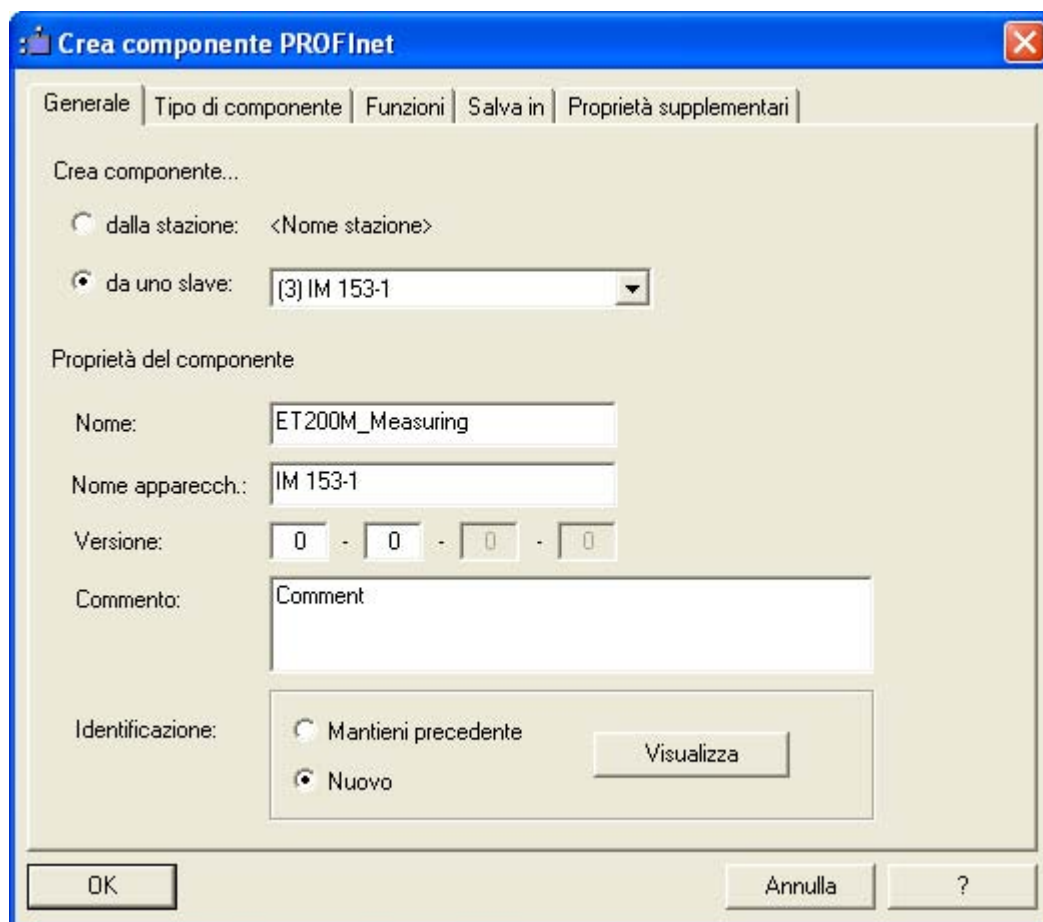 Crea componente PROFInet
Generale Tipo di componente Funzioni Salva in Proprietà supplementari
Crea componente...
dalla stazione: <Nome stazione>
da uno slave: (3) IM 153-1
Proprietà del componente
Nome: ET200M_Measuring
Nome apparecch.: IM 153-1
Versione: 0 - 0 - 0 - 0
Commento: Comment
Identificazione:
Mantieni precedente
Visualizza
Nuovo
OK Annulla ?